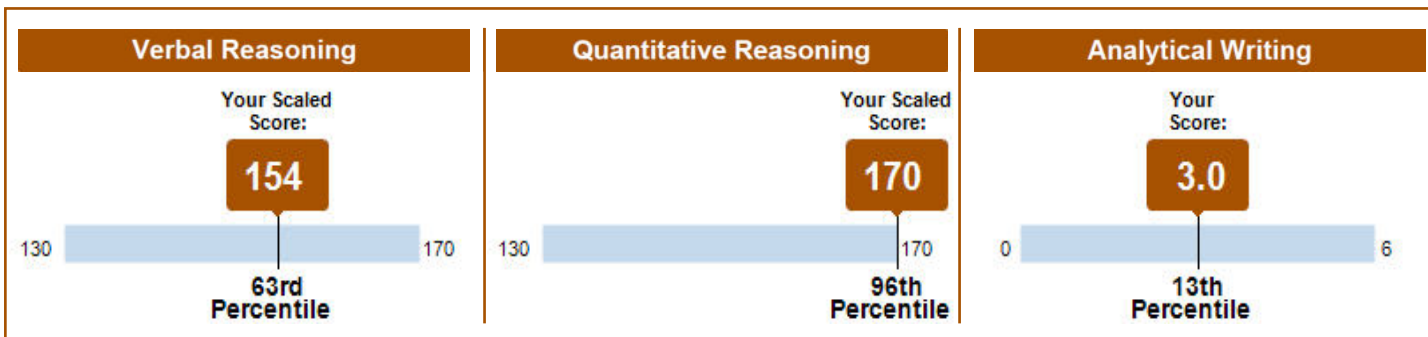 Verbal Reasoning
Your Scaled
Score:
154
130
170
63rd
Percentile
Quantitative Reasoning
Your Scaled
Score:
170
130
170
96th
Percentile
Analytical Writing
Your
Score:
3.0
0
6
13th
Percentile